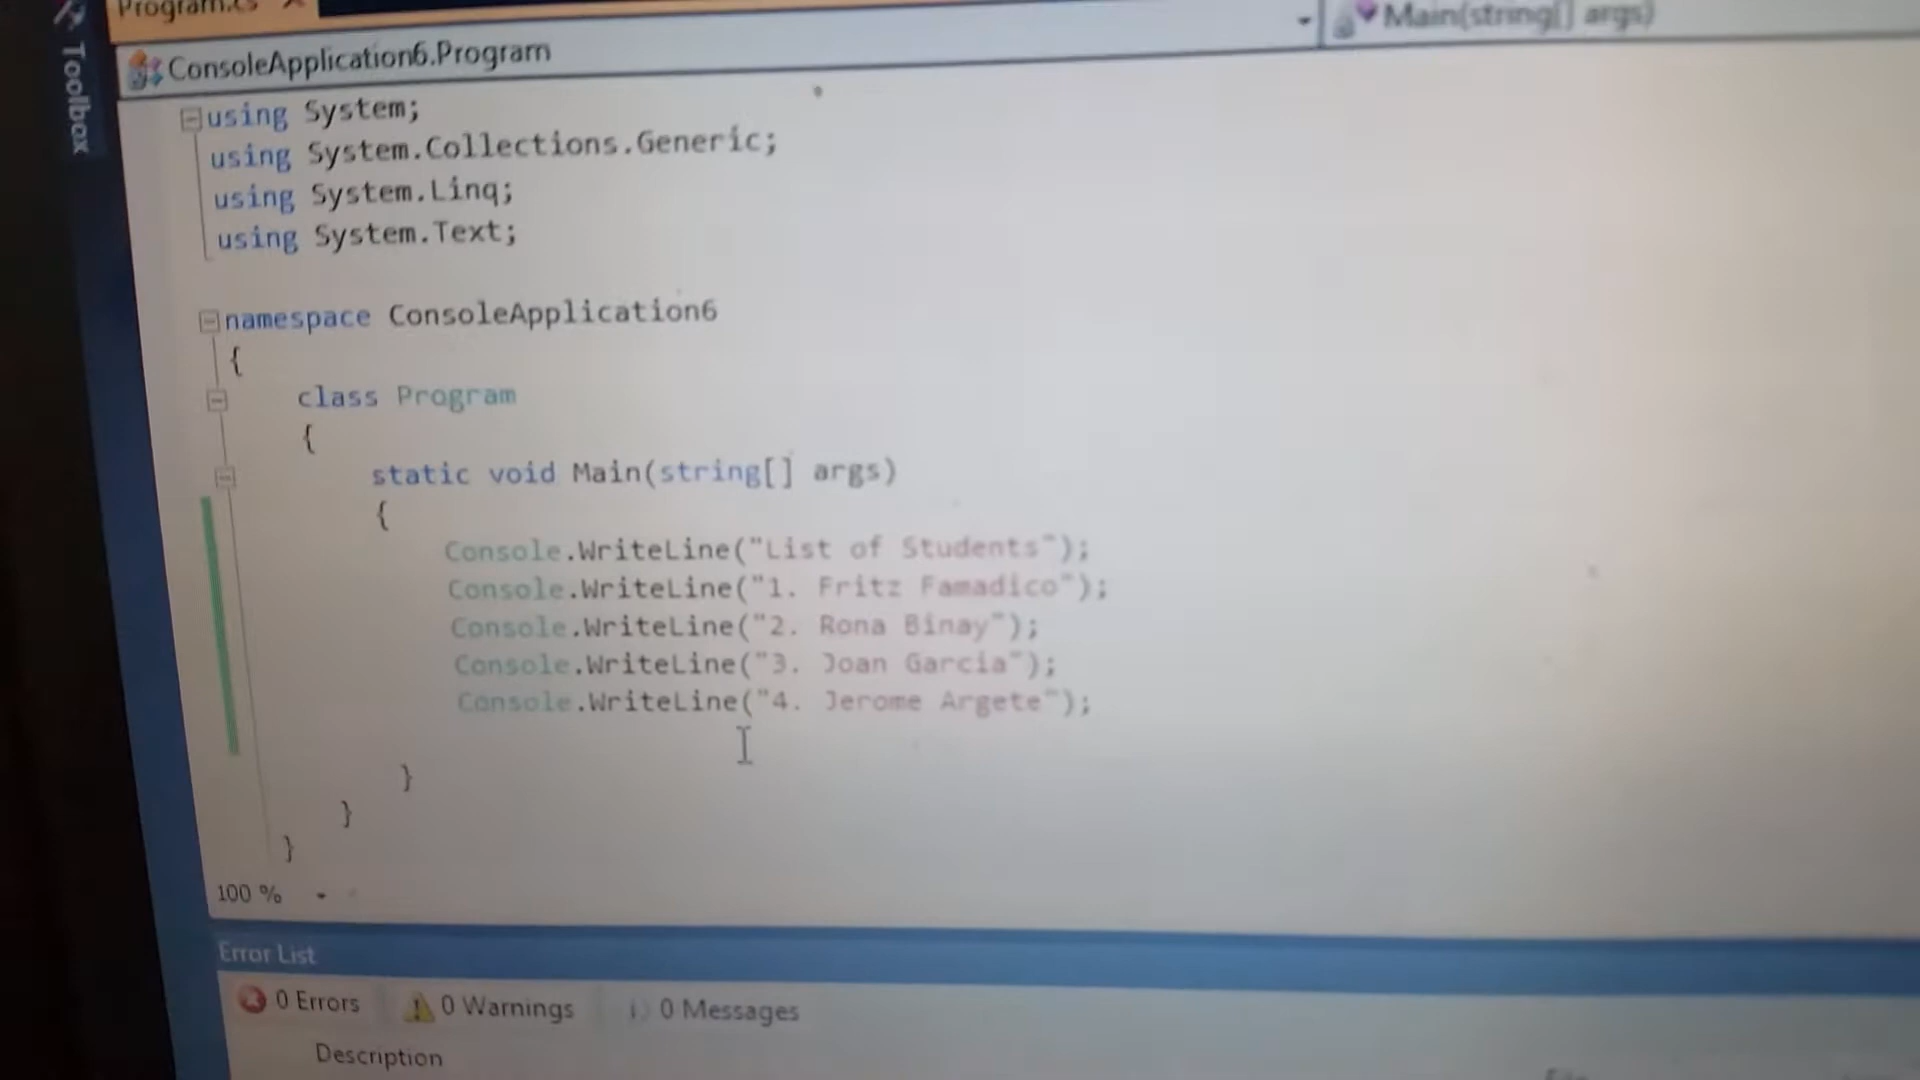 Program.cs
Toolbox
ConsoleApplication6.Program
Main(string[] args)
using System;
using System.Collections.Generic;
using System.Linq;
using System.Text;
namespace ConsoleApplication6
{
class Program
{
static void Main(string[] args)
{
Console.WriteLine("List of Students");
Console.WriteLine("1. Fritz Famadico");
Console.WriteLine("2. Rona Binay");
Console.WriteLine("3. Joan Garcia");
Console.WriteLine("4. Jerome Argete");
}
}
}
100 %
Error List
0 Errors
0 Warnings
0 Messages
Description